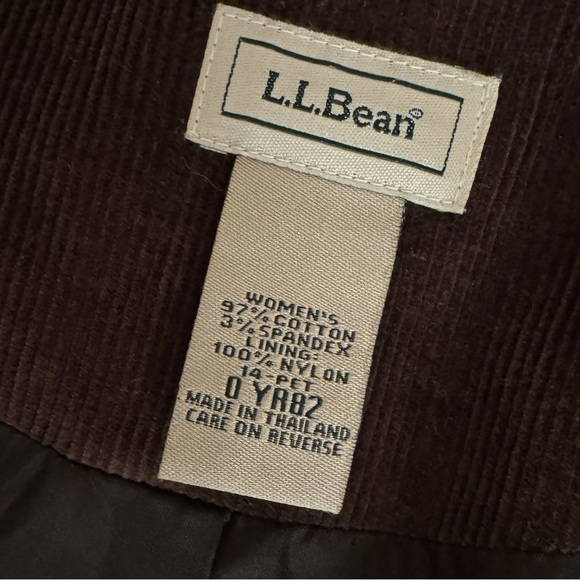 L.L.Bean®
WOMEN'S
97% COTTON
3% SPANDEX
LINING:
100% NYLON
14-PET
0 YR82
MADE IN THAILAND
CARE ON REVERSE